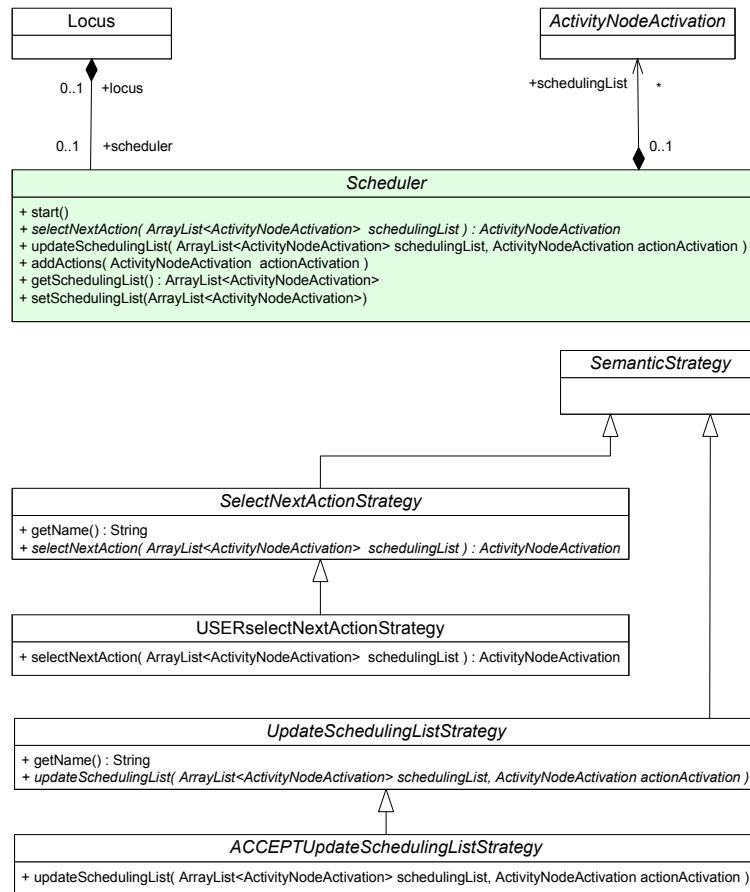 Locus
ActivityNodeActivation
0..1 +locus
+schedulingList *
0..1 +scheduler
0..1
Scheduler
+ start()
+ selectNextAction( ArrayList<ActivityNodeActivation> schedulingList ) : ActivityNodeActivation
+ updateSchedulingList( ArrayList<ActivityNodeActivation> schedulingList, ActivityNodeActivation actionActivation )
+ addActions( ActivityNodeActivation actionActivation )
+ getSchedulingList() : ArrayList<ActivityNodeActivation>
+ setSchedulingList(ArrayList<ActivityNodeActivation>)
SemanticStrategy
SelectNextActionStrategy
+ getName() : String
+ selectNextAction( ArrayList<ActivityNodeActivation> schedulingList ) : ActivityNodeActivation
USERselectNextActionStrategy
+ selectNextAction( ArrayList<ActivityNodeActivation> schedulingList ) : ActivityNodeActivation
UpdateSchedulingListStrategy
+ getName() : String
+ updateSchedulingList( ArrayList<ActivityNodeActivation> schedulingList, ActivityNodeActivation actionActivation )
ACCEPTUpdateSchedulingListStrategy
+ updateSchedulingList( ArrayList<ActivityNodeActivation> schedulingList, ActivityNodeActivation actionActivation )